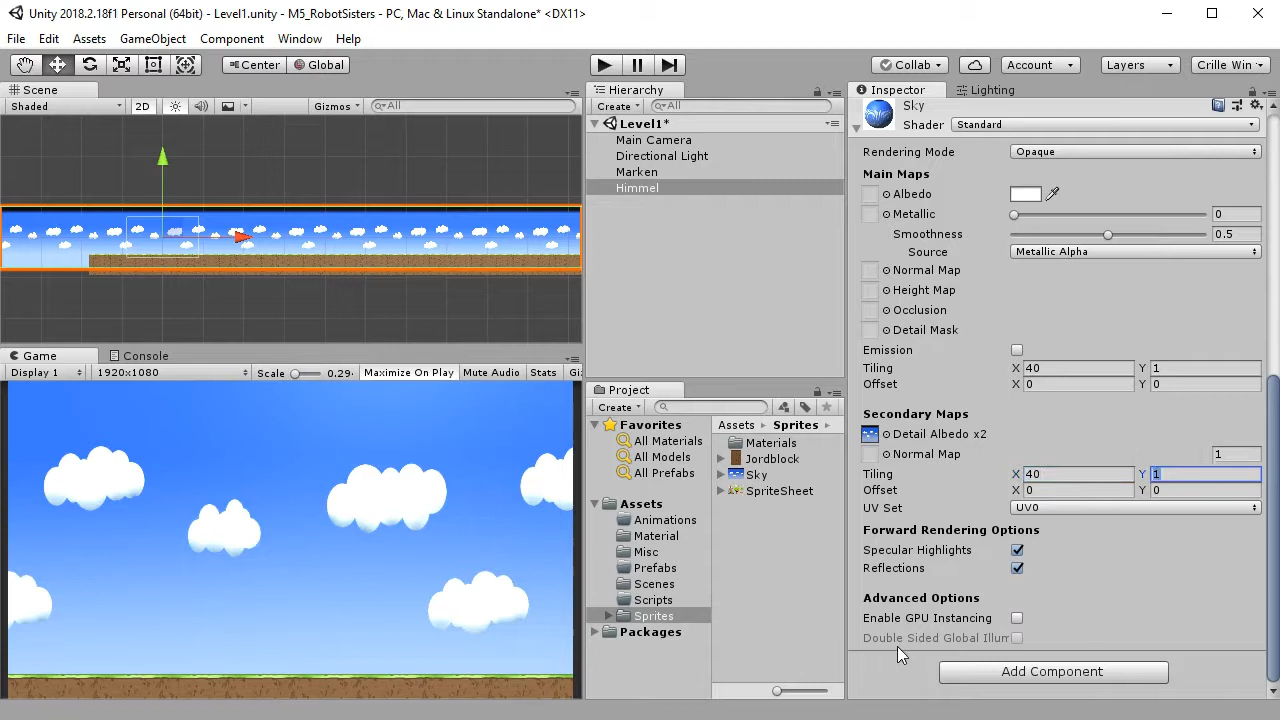 Unity 2018.2.18f1 Personal (64bit) - Level1.unity - M5_RobotSisters - PC, Mac & Linux Standalone* <DX11>
File Edit Assets GameObject Component Window Help
Center Global Collab Account Layers Crille Win
Scene
Shaded 2D Gizmos All
Game Console
Display 1 1920x1080 Scale 0.29 Maximize On Play Mute Audio Stats Gi
Hierarchy
Create All
Level1*
Main Camera
Directional Light
Marken
Himmel
Project
Create
Favorites
All Materials
All Models
All Prefabs
Assets
Animations
Material
Misc
Prefabs
Scenes
Scripts
Sprites
Packages
Assets Sprites
Materials
Jordblock
Sky
SpriteSheet
Inspector Lighting
Sky
Shader Standard
Rendering Mode Opaque
Main Maps
Albedo
Metallic 0
Smoothness 0.5
Source Metallic Alpha
Normal Map
Height Map
Occlusion
Detail Mask
Emission
Tiling X 40 Y 1
Offset X 0 Y 0
Secondary Maps
Detail Albedo x2
Normal Map 1
Tiling X 40 Y 1
Offset X 0 Y 0
UV Set UV0
Forward Rendering Options
Specular Highlights
Reflections
Advanced Options
Enable GPU Instancing
Double Sided Global Illum
Add Component